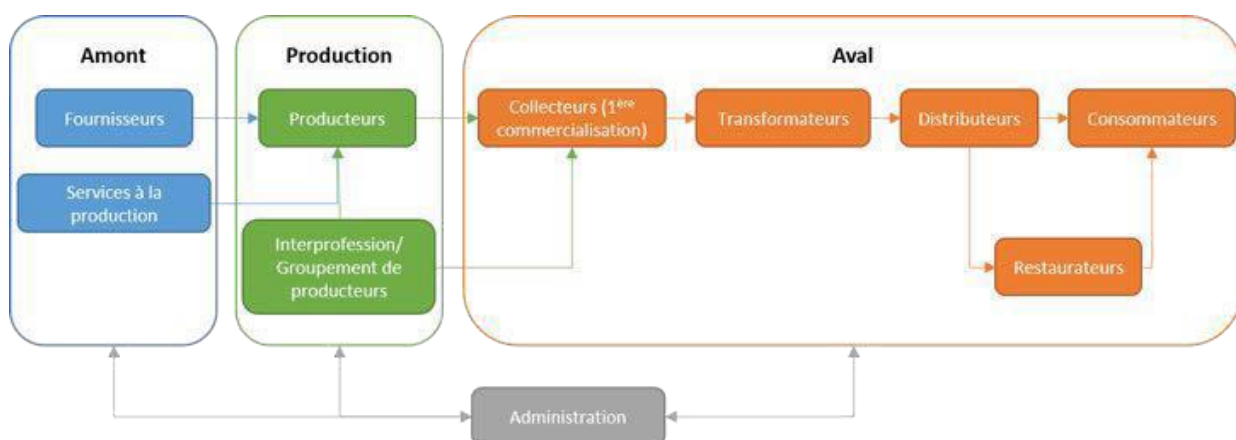 Amont
Production
Aval
Fournisseurs
Producteurs
Collecteurs (1ère
commercialisation)
Transformateurs
Distributeurs
Consommateurs
Services à la
production
Interprofession/
Groupement de
producteurs
Restaurateurs
Administration